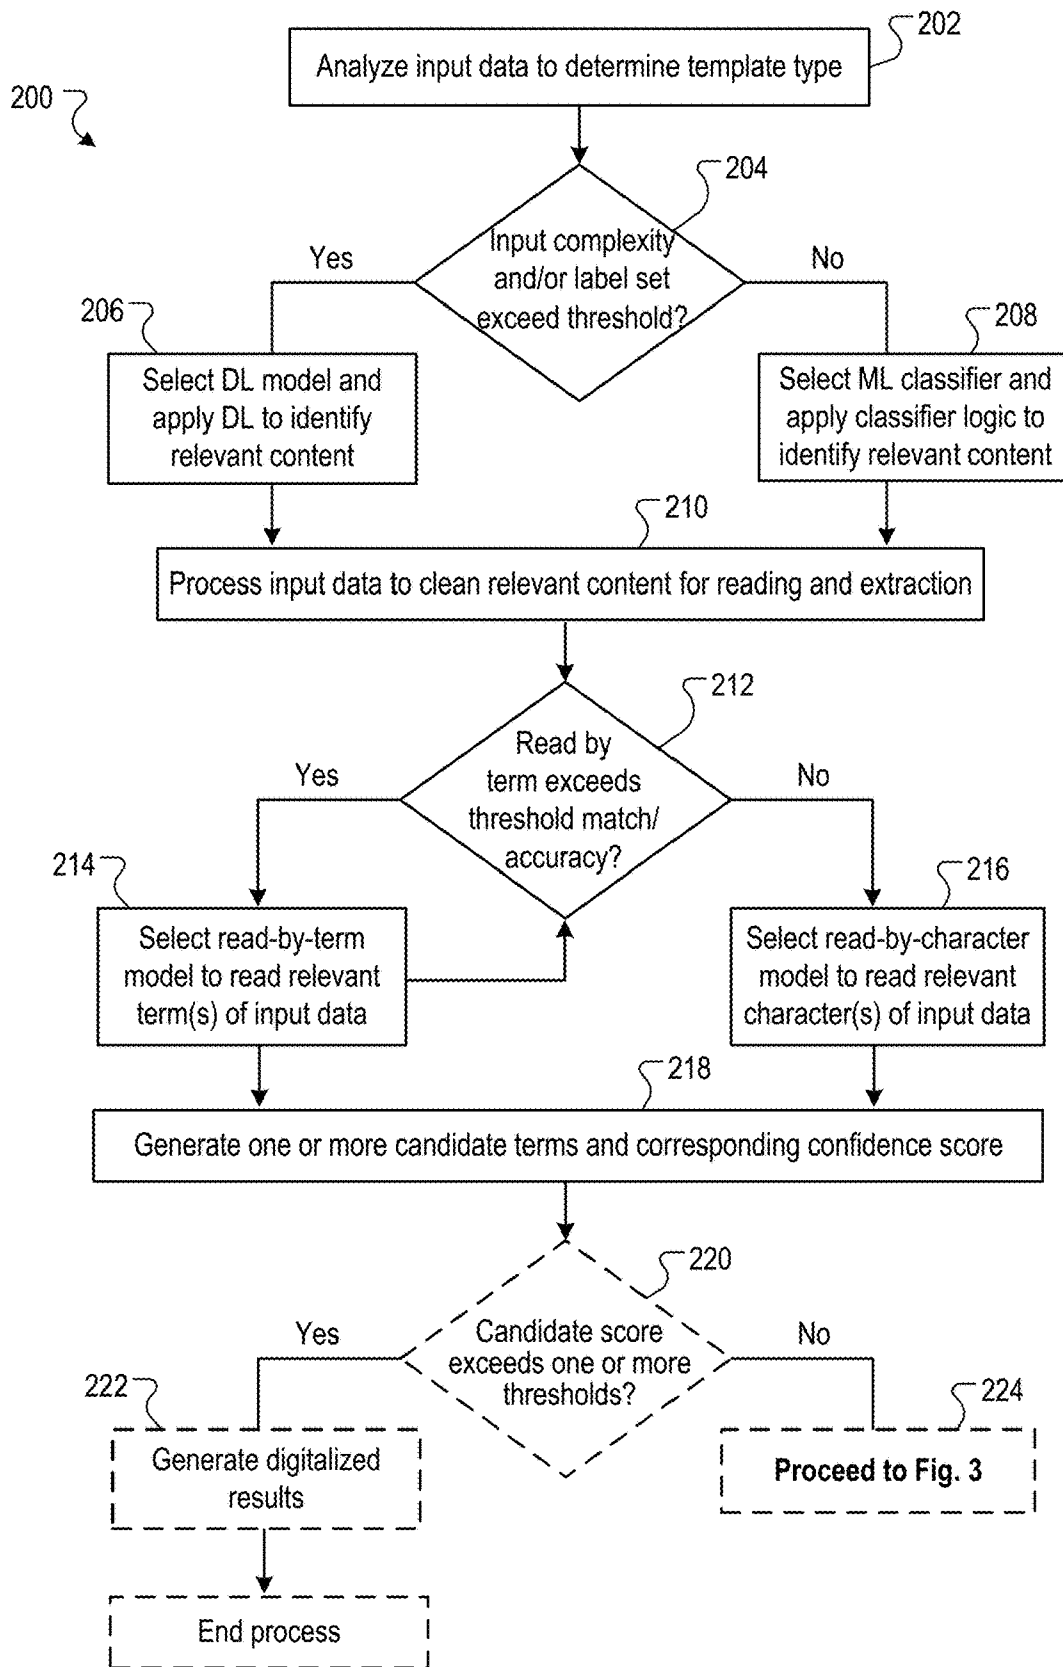 202
Analyze input data to determine template type
200
204
Input complexity
and/or label set
exceed threshold?
Yes
No
206
208
Select DL model and
apply DL to identify
relevant content
Select ML classifier and
apply classifier logic to
identify relevant content
210
Process input data to clean relevant content for reading and extraction
212
Read by
term exceeds
threshold match/
accuracy?
Yes
No
214
216
Select read-by-term
model to read relevant
term(s) of input data
Select read-by-character
model to read relevant
character(s) of input data
218
Generate one or more candidate terms and corresponding confidence score
220
Candidate score
exceeds one or more
thresholds?
Yes
No
222
224
Generate digitalized
results
Proceed to Fig. 3
End process